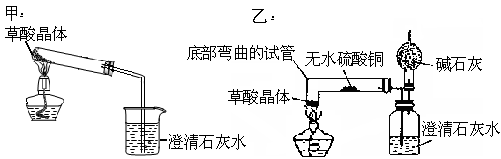 甲：
草酸晶体
澄清石灰水
乙：
底部弯曲的试管
无水硫酸铜
碱石灰
草酸晶体
澄清石灰水